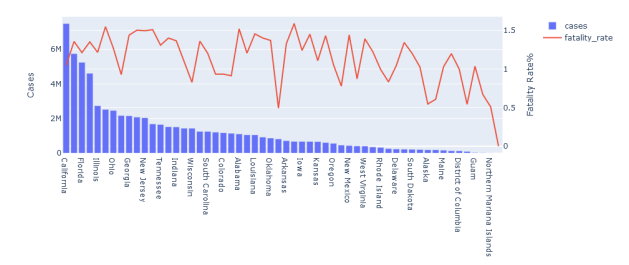 cases
fatality_rate
6M
4M
2M
0
1.5
1
0.5
0
Cases
Fatality Rate%
California
Florida
Illinois
Ohio
Georgia
New Jersey
Tennessee
Indiana
Wisconsin
South Carolina
Colorado
Alabama
Louisiana
Oklahoma
Arkansas
Iowa
Kansas
Oregon
New Mexico
West Virginia
Rhode Island
Delaware
South Dakota
Alaska
Maine
District of Columbia
Guam
Northern Mariana Islands